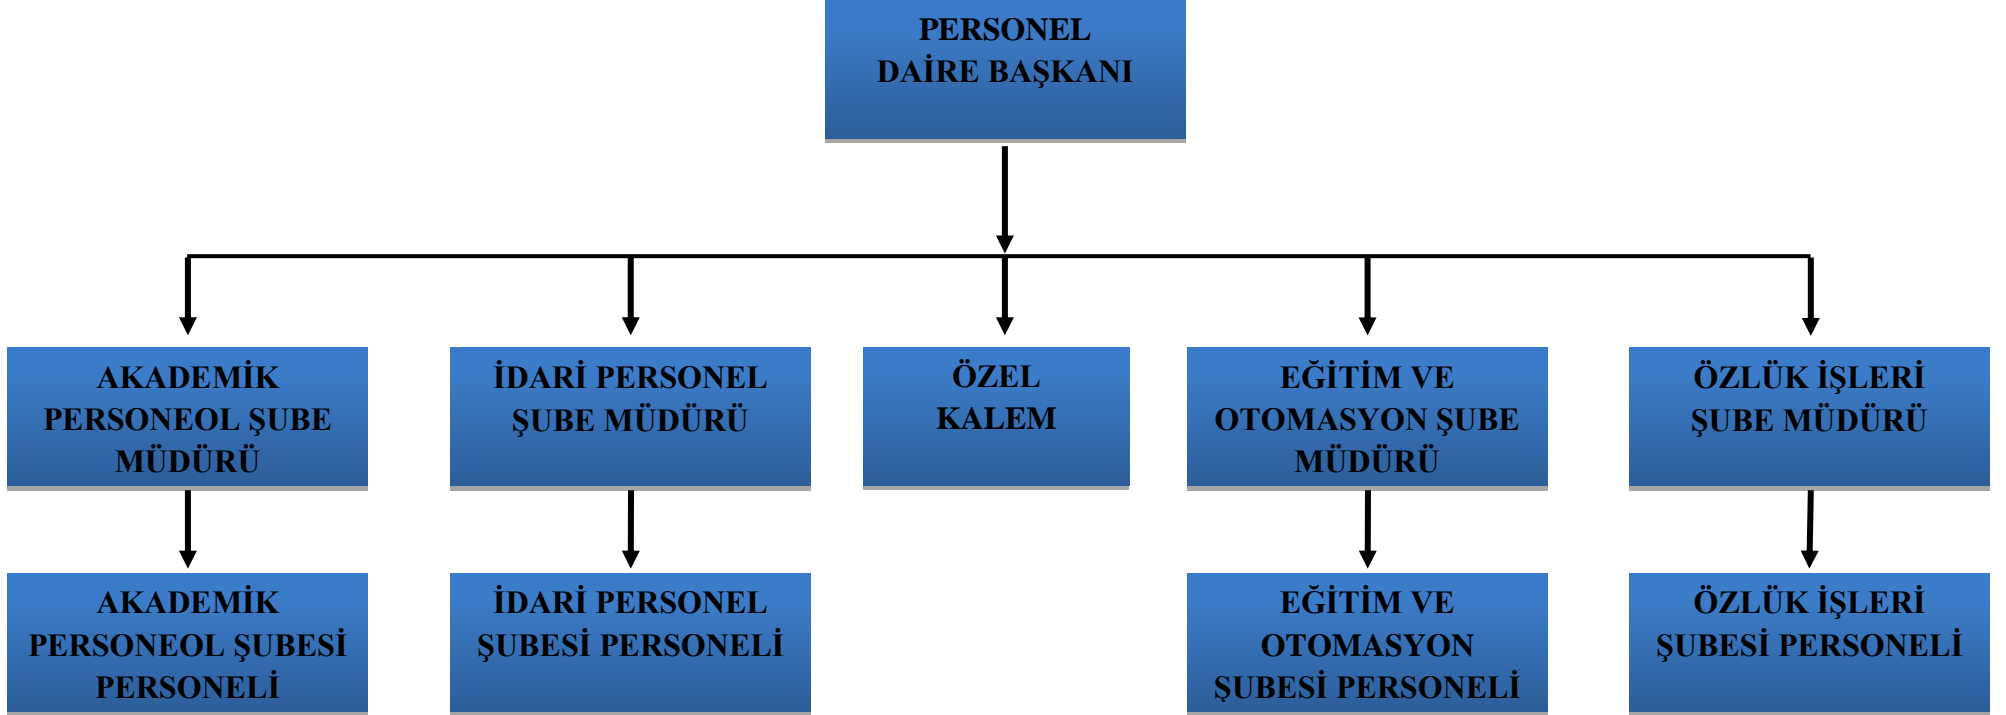 PERSONEL
DAİRE BAŞKANI
AKADEMİK
PERSONEOL ŞUBE
MÜDÜRÜ
İDARİ PERSONEL
ŞUBE MÜDÜRÜ
ÖZEL
KALEM
EĞİTİM VE
OTOMASYON ŞUBE
MÜDÜRÜ
ÖZLÜK İŞLERİ
ŞUBE MÜDÜRÜ
AKADEMİK
PERSONEOL ŞUBESİ
PERSONELİ
İDARİ PERSONEL
ŞUBESİ PERSONELİ
EĞİTİM VE
OTOMASYON
ŞUBESİ PERSONELİ
ÖZLÜK İŞLERİ
ŞUBESİ PERSONELİ